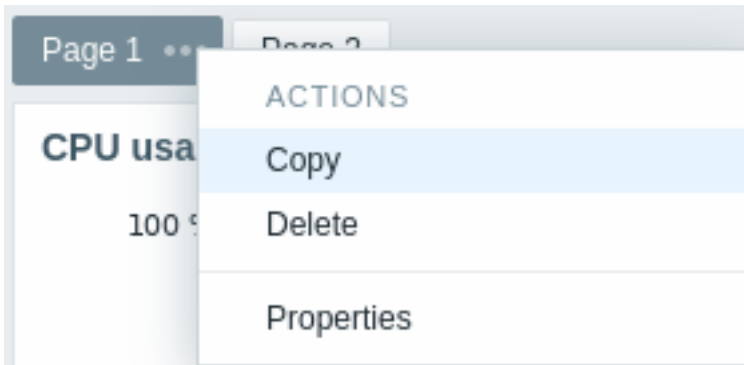 Page 1 ••• Page 2
ACTIONS
CPU usa
Copy
Delete
100 %
Properties